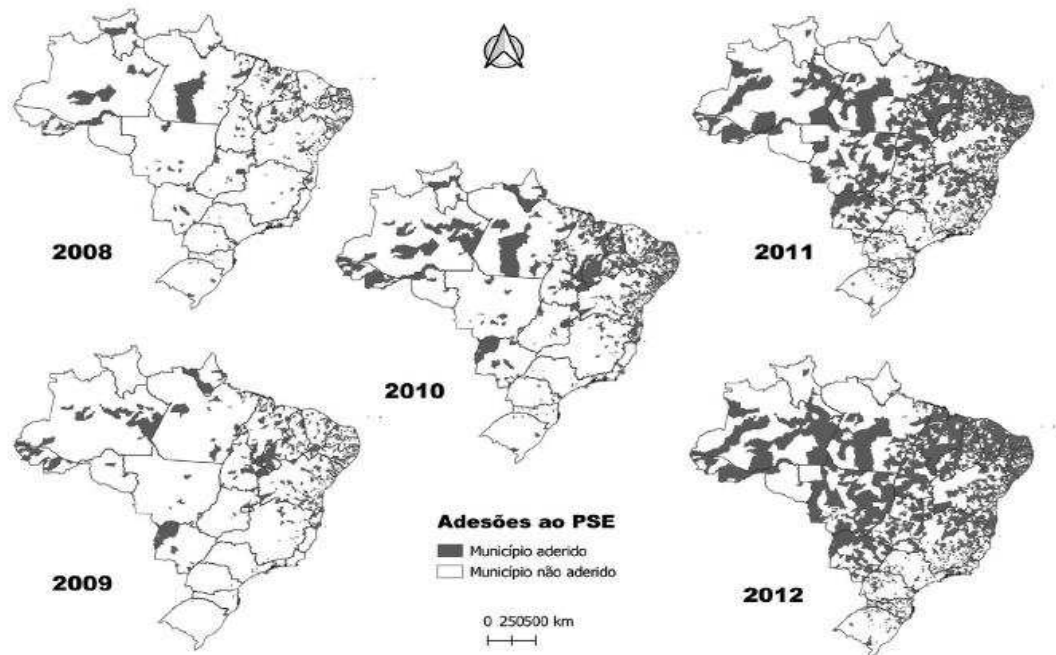 2008
2011
2010
2009
Adesões ao PSE
Município aderido
Município não aderido
2012
0 250500 km